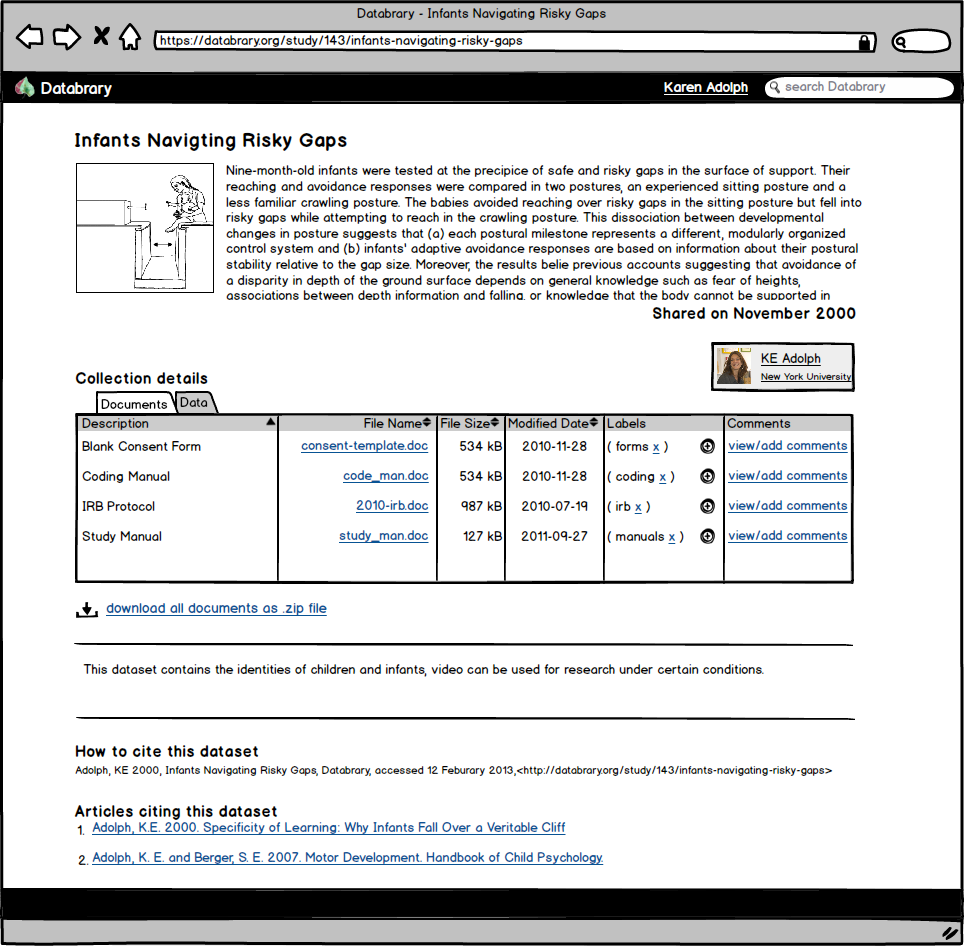 Databrary - Infants Navigating Risky Gaps
https://databrary.org/study/143/infants-navigating-risky-gaps
Databrary
Karen Adolph
search Databrary
Infants Navigting Risky Gaps
Nine-month-old infants were tested at the precipice of safe and risky gaps in the surface of support. Their
reaching and avoidance responses were compared in two postures, an experienced sitting posture and a
less familiar crawling posture. The babies avoided reaching over risky gaps in the sitting posture but fell into
risky gaps while attempting to reach in the crawling posture. This dissociation between developmental
changes in posture suggests that (a) each postural milestone represents a different, modularly organized
control system and (b) infants' adaptive avoidance responses are based on information about their postural
stability relative to the gap size. Moreover, the results belie previous accounts suggesting that avoidance of
a disparity in depth of the ground surface depends on general knowledge such as fear of heights,
associations between depth information and falling, or knowledge that the body cannot be supported in
Shared on November 2000
KE Adolph
New York University
Collection details
Documents Data
Description File Name File Size Modified Date Labels Comments
Blank Consent Form consent-template.doc 534 kB 2010-11-28 ( forms x ) view/add comments
Coding Manual code_man.doc 534 kB 2010-11-28 ( coding x ) view/add comments
IRB Protocol 2010-irb.doc 987 kB 2010-07-19 ( irb x ) view/add comments
Study Manual study_man.doc 127 kB 2011-09-27 ( manuals x ) view/add comments
download all documents as .zip file
This dataset contains the identities of children and infants, video can be used for research under certain conditions.
How to cite this dataset
Adolph, KE 2000, Infants Navigating Risky Gaps, Databrary, accessed 12 Feburary 2013,<http://databrary.org/study/143/infants-navigating-risky-gaps>
Articles citing this dataset
1. Adolph, K.E. 2000. Specificity of Learning: Why Infants Fall Over a Veritable Cliff
2. Adolph, K. E. and Berger, S. E. 2007. Motor Development. Handbook of Child Psychology.